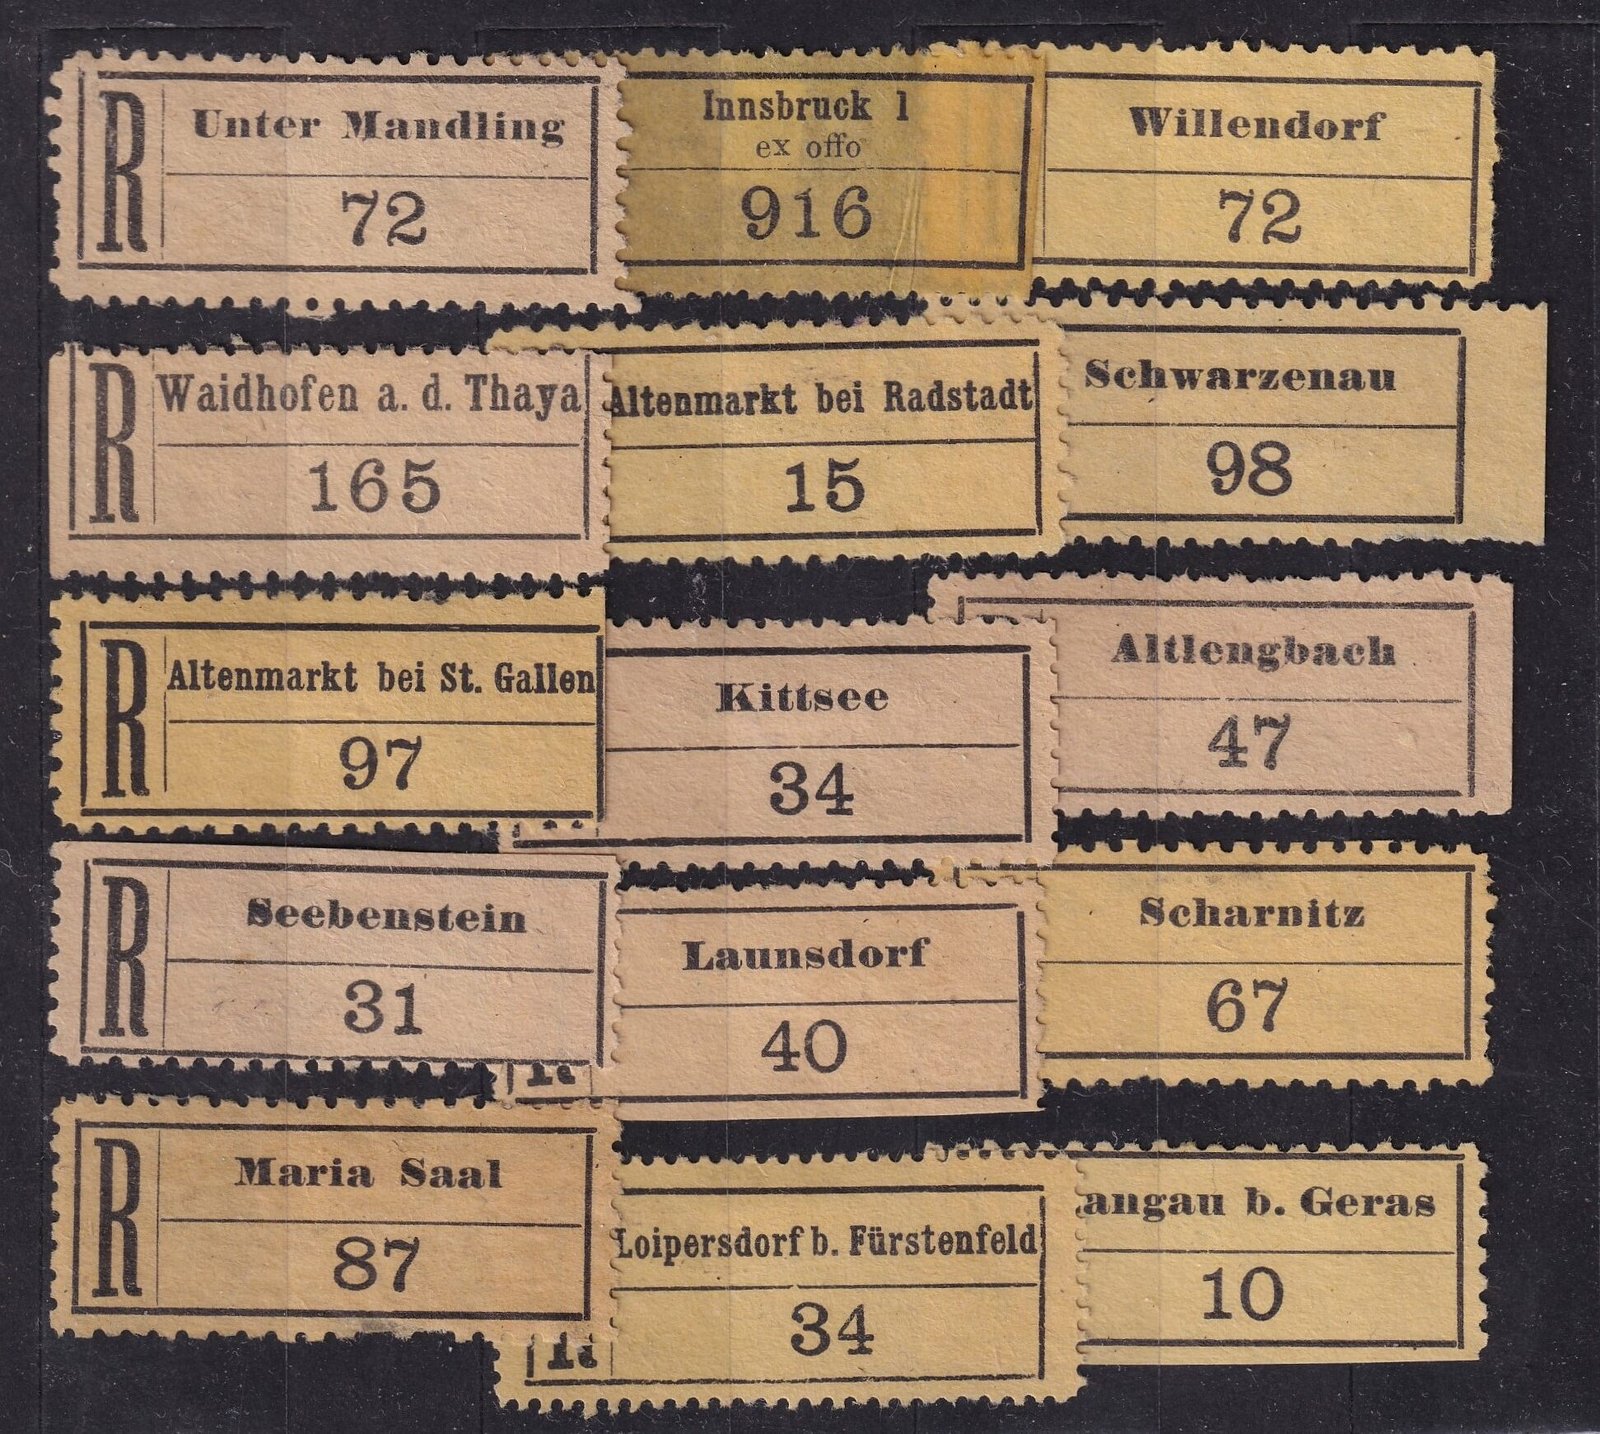 R
Unter Mandling
72
Innsbruck 1
ex offo
916
Willendorf
72
R
Waidhofen a. d. Thaya
165
Altenmarkt bei Radstadt
15
Schwarzenau
98
R
Altenmarkt bei St. Gallen
97
Kittsee
34
Altlengbach
47
R
Seebenstein
31
Launsdorf
40
Scharnitz
67
R
Maria Saal
87
Loipersdorf b. Fürstenfeld
34
angau b. Geras
10